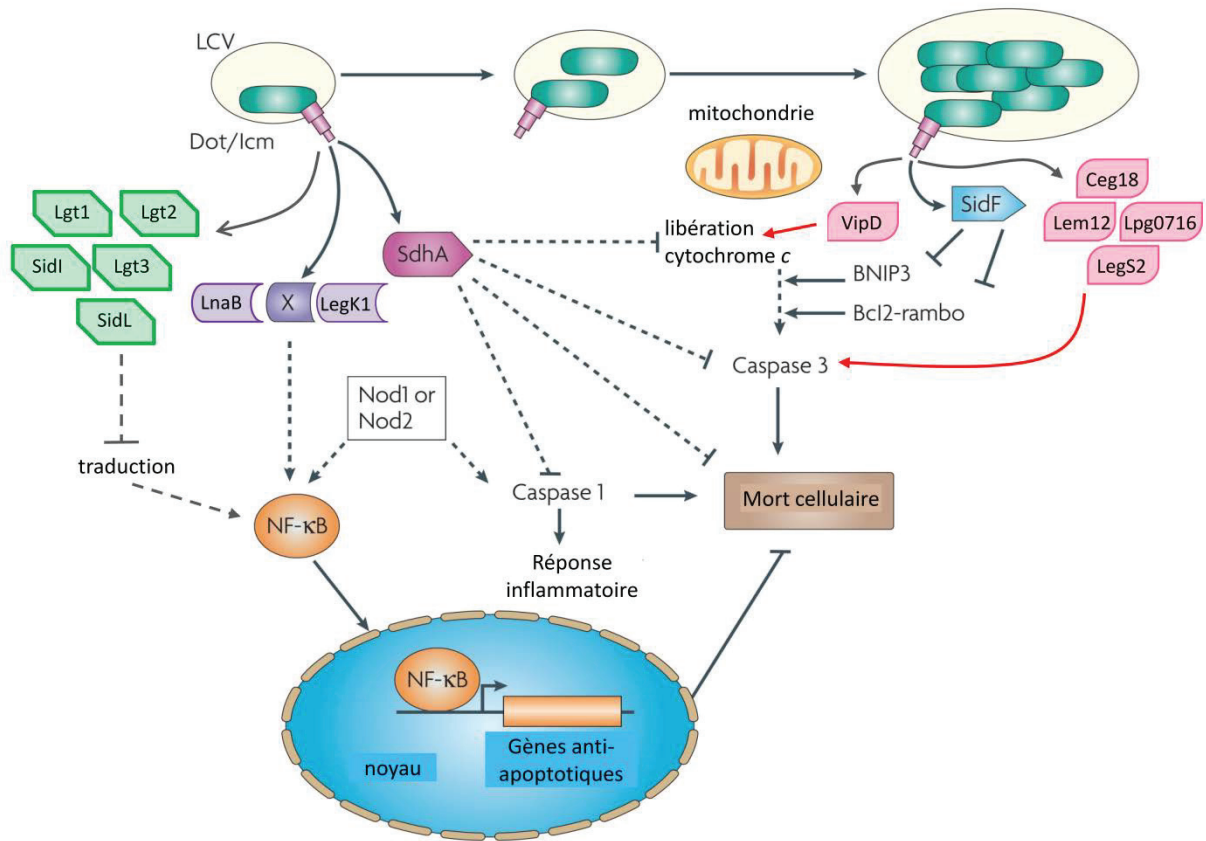 LCV
Dot/Icm
mitochondrie
Lgt1
Lgt2
SidI
Lgt3
SidL
LnaB
X
LegK1
SdhA
libération
cytochrome c
VipD
SidF
Ceg18
Lem12
Lpg0716
LegS2
BNIP3
Bcl2-rambo
Caspase 3
Nod1 or
Nod2
traduction
NF-κB
Caspase 1
Mort cellulaire
Réponse
inflammatoire
NF-κB
noyau
Gènes anti-
apoptotiques